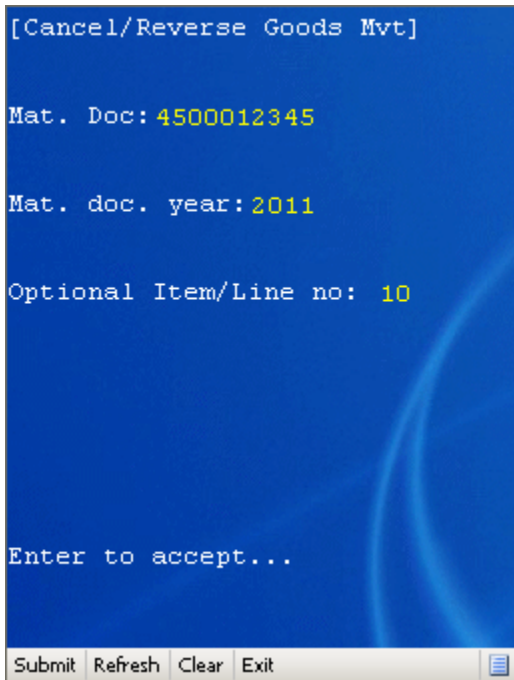 [Cancel/Reverse Goods Mvt]
Mat. Doc: 4500012345
Mat. doc. year: 2011
Optional Item/Line no: 10
Enter to accept...
Submit Refresh Clear Exit